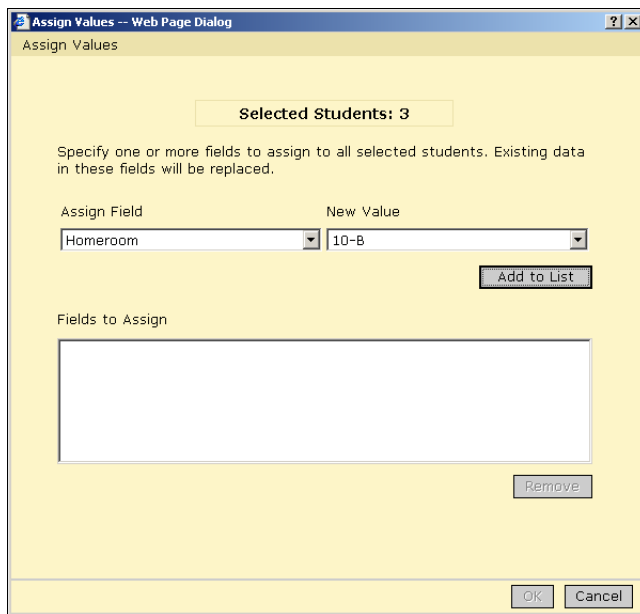 Assign Values -- Web Page Dialog
Assign Values
Selected Students: 3
Specify one or more fields to assign to all selected students. Existing data
in these fields will be replaced.
Assign Field New Value
Homeroom 10-B
Add to List
Fields to Assign
Remove
OK Cancel